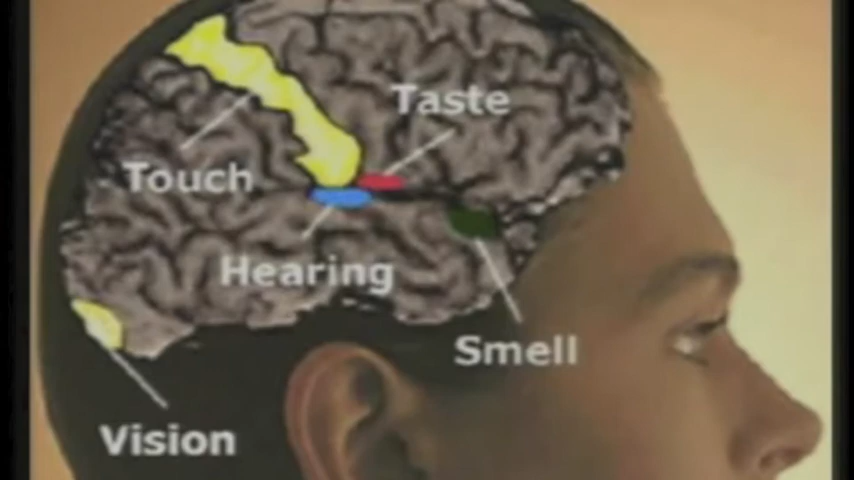 Taste
Touch
Hearing
Smell
Vision